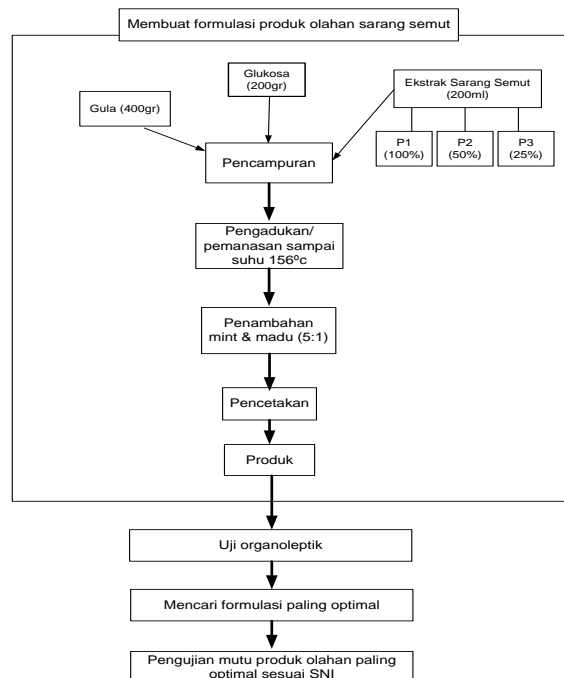 Membuat formulasi produk olahan sarang semut
Glukosa
(200gr)
Gula (400gr)
Ekstrak Sarang Semut
(200ml)
P1
(100%)
P2
(50%)
P3
(25%)
Pencampuran
Pengadukan/
pemanasan sampai
suhu 156ºc
Penambahan
mint & madu (5:1)
Pencetakan
Produk
Uji organoleptik
Mencari formulasi paling optimal
Pengujian mutu produk olahan paling
optimal sesuai SNI